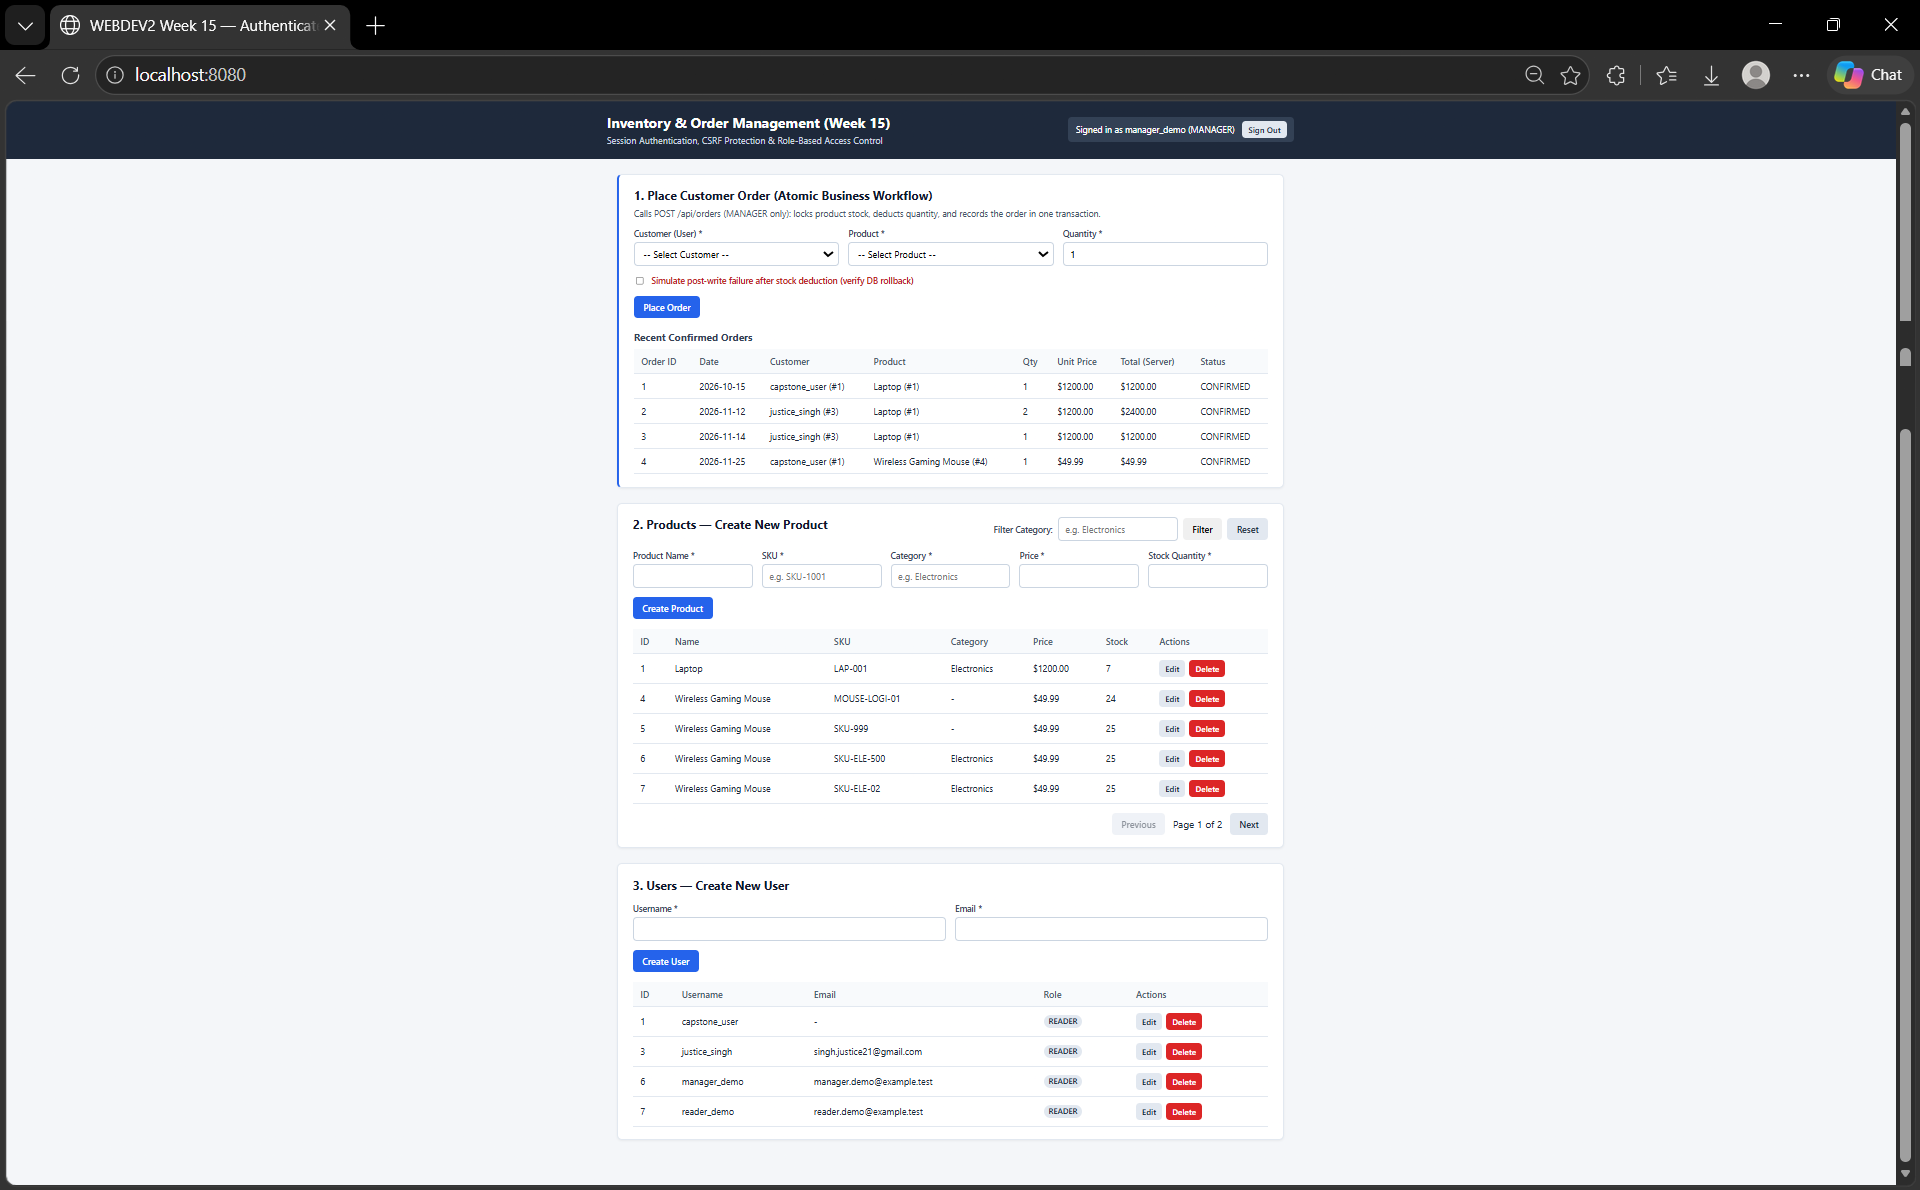 WEBDEV2 Week 15 — Authenticat
localhost:8080
Chat
Inventory & Order Management (Week 15)
Session Authentication, CSRF Protection & Role-Based Access Control
Signed in as manager_demo (MANAGER) Sign Out
1. Place Customer Order (Atomic Business Workflow)
Calls POST /api/orders (MANAGER only): locks product stock, deducts quantity, and records the order in one transaction.
Customer (User) * Product * Quantity *
-- Select Customer -- -- Select Product -- 1
Simulate post-write failure after stock deduction (verify DB rollback)
Place Order
Recent Confirmed Orders
Order ID Date Customer Product Qty Unit Price Total (Server) Status
1 2026-10-15 capstone_user (#1) Laptop (#1) 1 $1200.00 $1200.00 CONFIRMED
2 2026-11-12 justice_singh (#3) Laptop (#1) 2 $1200.00 $2400.00 CONFIRMED
3 2026-11-14 justice_singh (#3) Laptop (#1) 1 $1200.00 $1200.00 CONFIRMED
4 2026-11-25 capstone_user (#1) Wireless Gaming Mouse (#4) 1 $49.99 $49.99 CONFIRMED
2. Products — Create New Product
Filter Category: e.g. Electronics Filter Reset
Product Name * SKU * Category * Price * Stock Quantity *
e.g. SKU-1001 e.g. Electronics
Create Product
ID Name SKU Category Price Stock Actions
1 Laptop LAP-001 Electronics $1200.00 7 Edit Delete
4 Wireless Gaming Mouse MOUSE-LOGI-01 - $49.99 24 Edit Delete
5 Wireless Gaming Mouse SKU-999 - $49.99 25 Edit Delete
6 Wireless Gaming Mouse SKU-ELE-500 Electronics $49.99 25 Edit Delete
7 Wireless Gaming Mouse SKU-ELE-02 Electronics $49.99 25 Edit Delete
Previous Page 1 of 2 Next
3. Users — Create New User
Username * Email *
Create User
ID Username Email Role Actions
1 capstone_user - READER Edit Delete
3 justice_singh singh.justice21@gmail.com READER Edit Delete
6 manager_demo manager.demo@example.test READER Edit Delete
7 reader_demo reader.demo@example.test READER Edit Delete